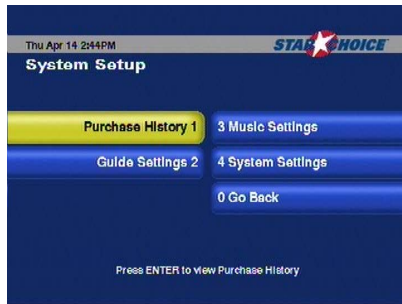 Thu Apr 14 2:44PM
STAR CHOICE
System Setup
Purchase History 1
3 Music Settings
Guide Settings 2
4 System Settings
0 Go Back
Press ENTER to view Purchase History